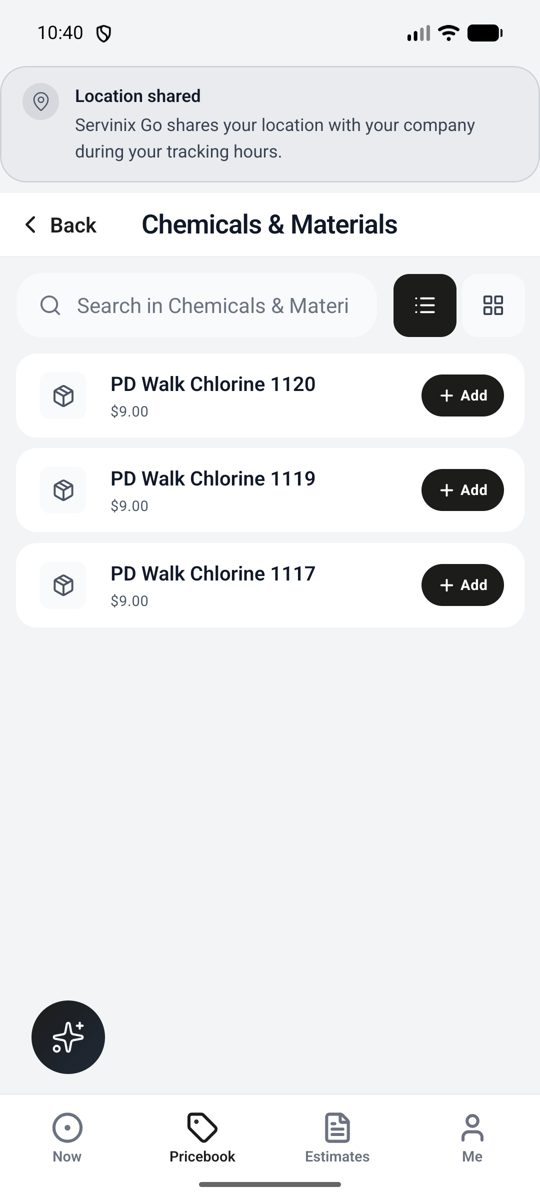 10:40
Location shared
Servinix Go shares your location with your company
during your tracking hours.
Back
Chemicals & Materials
Search in Chemicals & Materi
PD Walk Chlorine 1120
$9.00
Add
PD Walk Chlorine 1119
$9.00
Add
PD Walk Chlorine 1117
$9.00
Add
Now
Pricebook
Estimates
Me